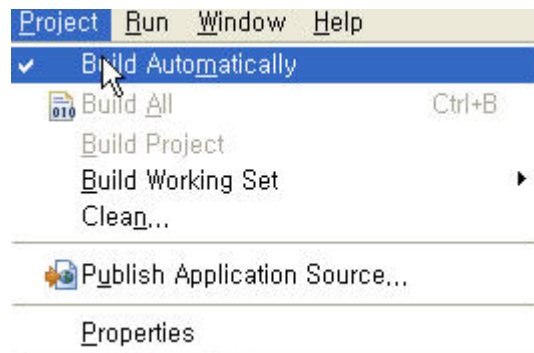 Project Run Window Help
Build Automatically
010 Build All Ctrl+B
Build Project
Build Working Set
Clean...
Publish Application Source...
Properties